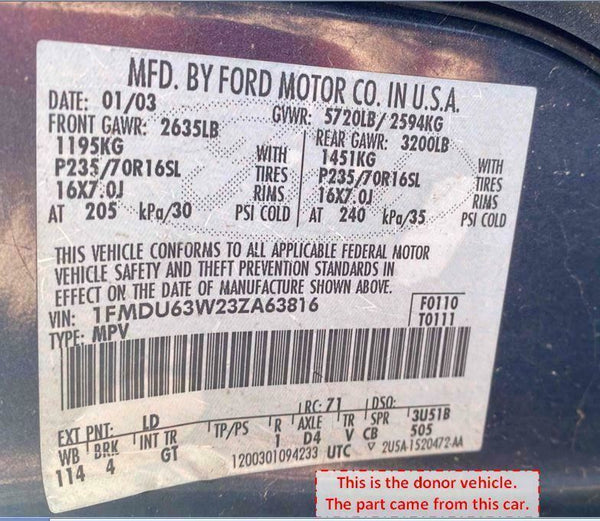 MFD. BY FORD MOTOR CO. IN U.S.A.
DATE: 01/03 GVWR: 5720LB/ 2594KG
FRONT GAWR: 2635LB REAR GAWR: 3200LB
1195KG WITH 1451KG WITH
P235/70R16SL TIRES P235/70R16SL TIRES
16X7.0J RIMS 16X7.0J RIMS
AT 205 kPa/30 PSI COLD AT 240 kPa/35 PSI COLD
THIS VEHICLE CONFORMS TO ALL APPLICABLE FEDERAL MOTOR
VEHICLE SAFETY AND THEFT PREVENTION STANDARDS IN
EFFECT ON THE DATE OF MANUFACTURE SHOWN ABOVE.
VIN: 1FMDU63W23ZA63816 F0110
TYPE: MPV T0111
EXT PNT: LD RC: 71 DSO:
WB BRK INT TR TP/PS R AXLE TR SPR 3U51B
114 4 GT 1 D4 V CB 505
1200301094233 UTC ▽ 2U5A-1520472-AA
This is the donor vehicle.
The part came from this car.